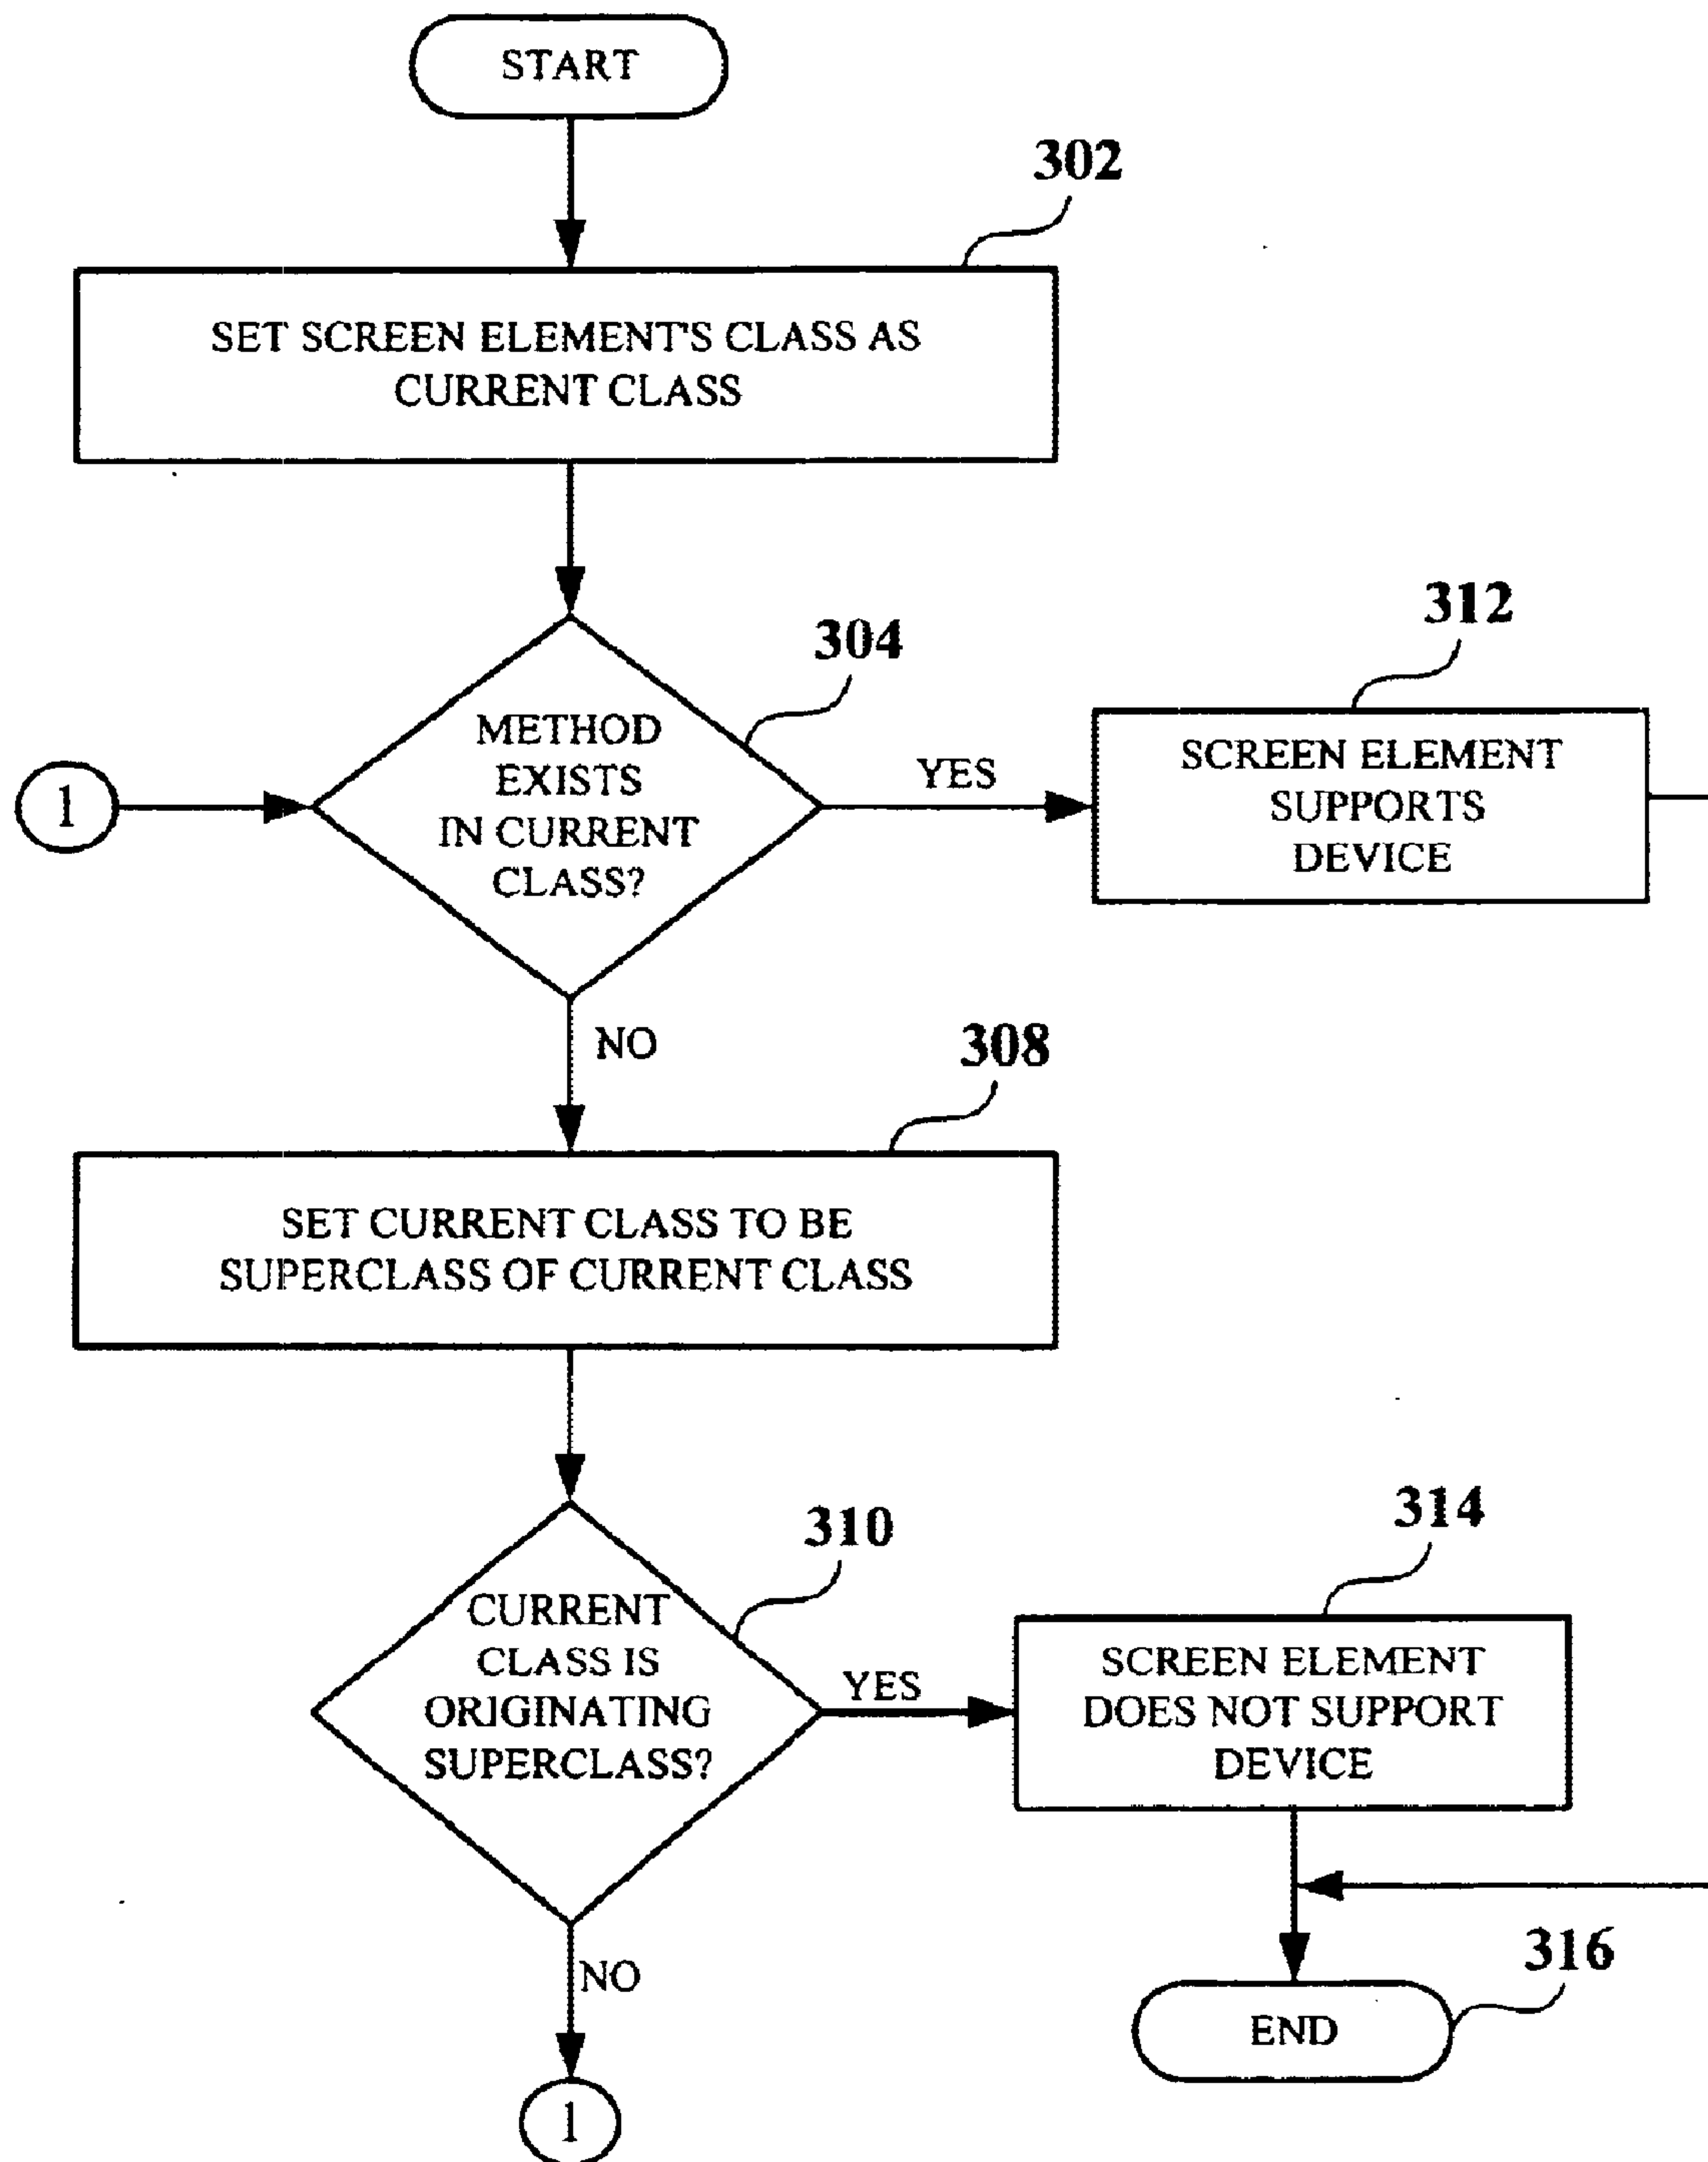 START
302
SET SCREEN ELEMENT'S CLASS AS
CURRENT CLASS
304
METHOD
EXISTS
IN CURRENT
CLASS?
1
YES
312
SCREEN ELEMENT
SUPPORTS
DEVICE
NO
308
SET CURRENT CLASS TO BE
SUPERCLASS OF CURRENT CLASS
310
CURRENT
CLASS IS
ORIGINATING
SUPERCLASS?
YES
314
SCREEN ELEMENT
DOES NOT SUPPORT
DEVICE
NO
316
END
1